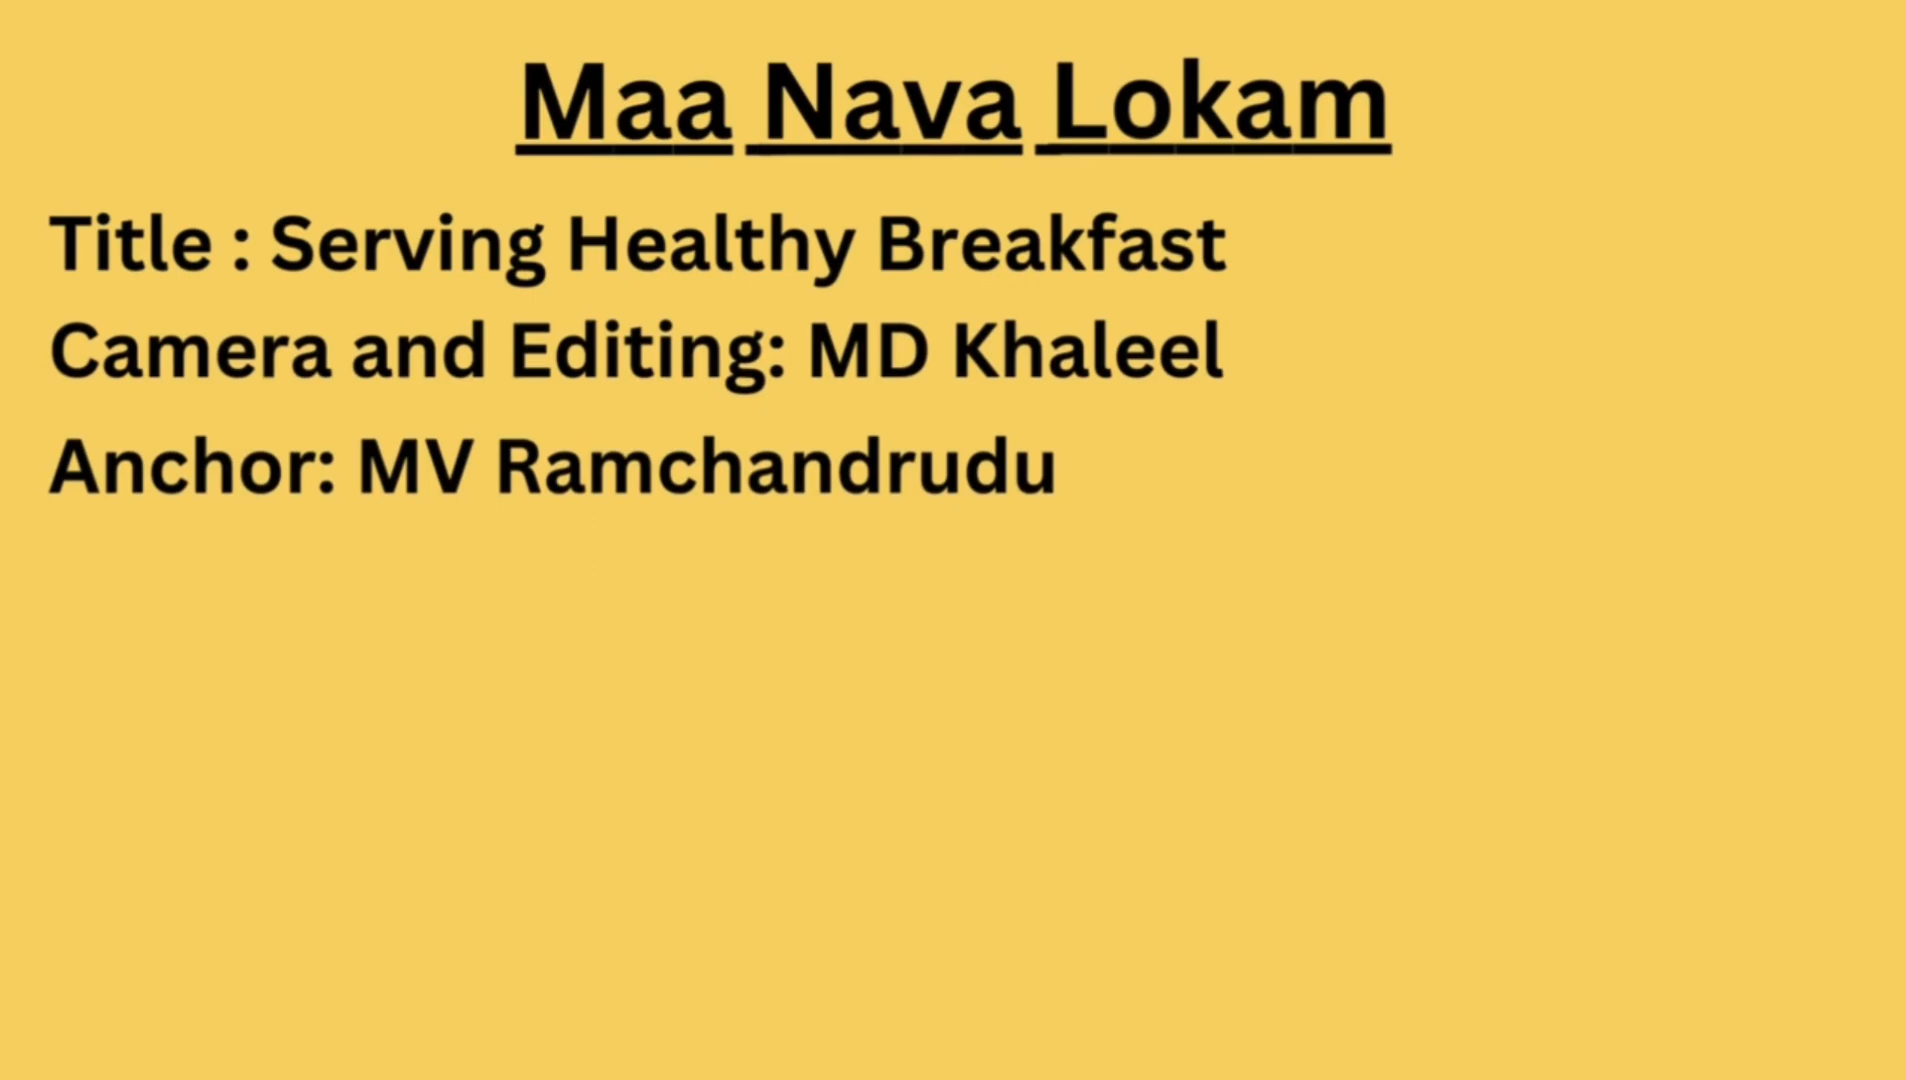 Maa Nava Lokam
Title : Serving Healthy Breakfast
Camera and Editing: MD Khaleel
Anchor: MV Ramchandrudu